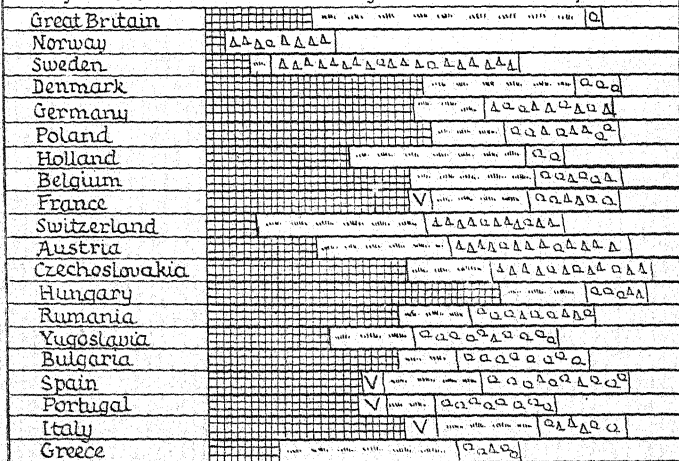 Great Britain
Norway
Sweden
Denmark
Germany
Poland
Holland
Belgium
France V
Switzerland
Austria
Czechoslovakia
Hungary
Rumania
Yugoslavia
Bulgaria
Spain V
Portugal V
Italy V
Greece